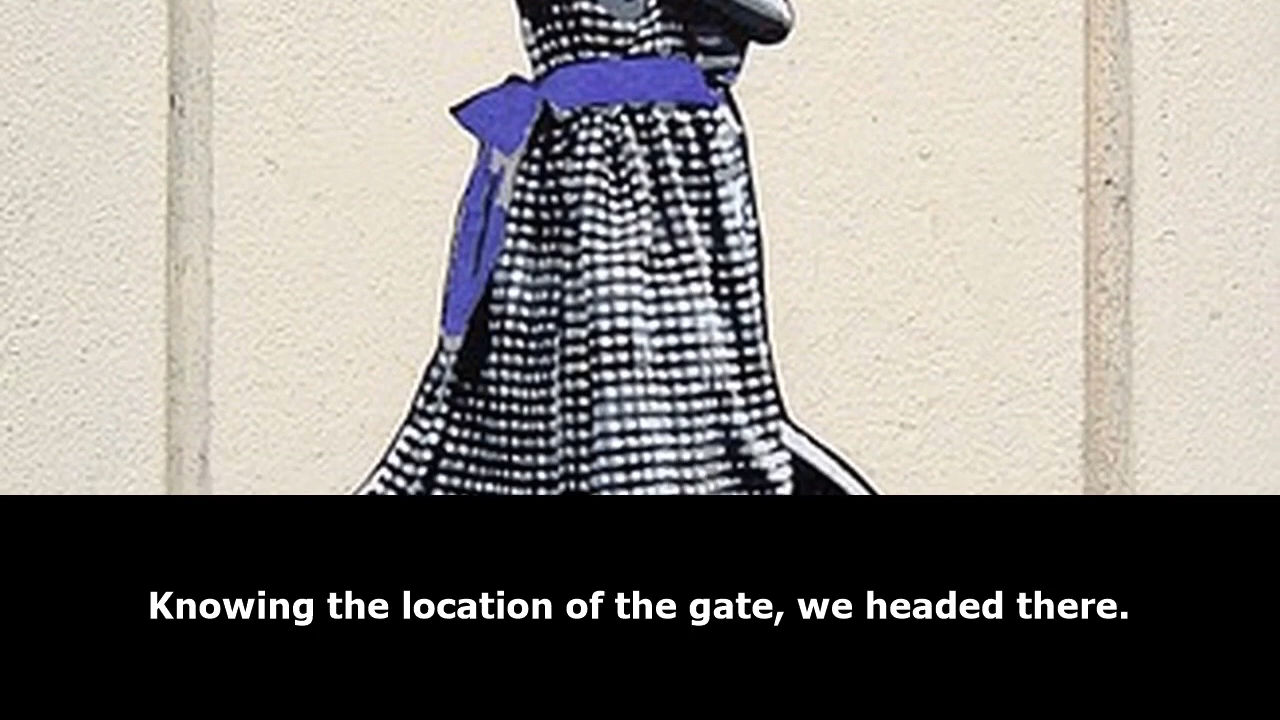 Knowing the location of the gate, we headed there.